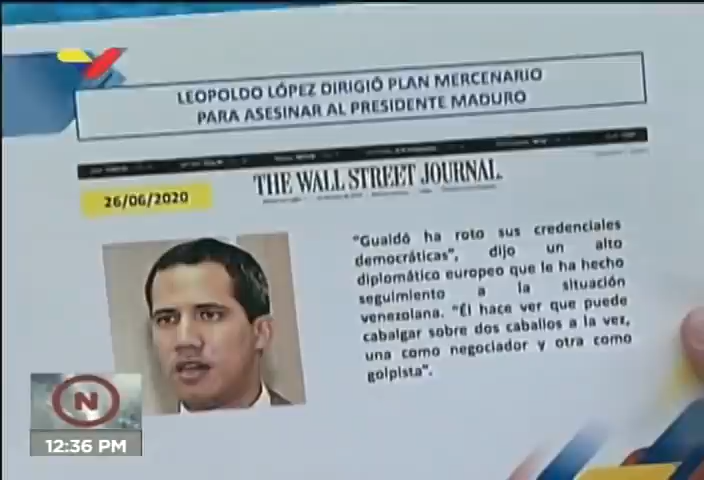 LEOPOLDO LÓPEZ DIRIGIÓ PLAN MERCENARIO
PARA ASESINAR AL PRESIDENTE MADURO
26/06/2020
THE WALL STREET JOURNAL.
"Guaidó ha roto sus credenciales
democráticas", dijo un alto
diplomático europeo que le ha hecho
seguimiento a la situación
venezolana. "Él hace ver que puede
cabalgar sobre dos caballos a la vez,
una como negociador y otra como
golpista".
N
12:36 PM